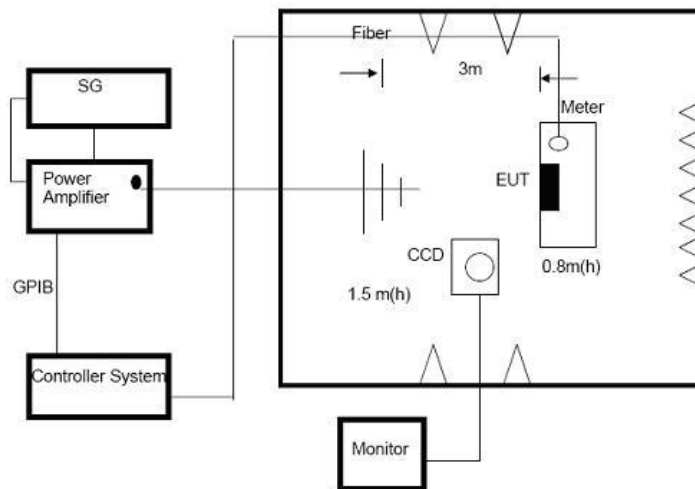 Fiber
3m
SG
Meter
Power
Amplifier
EUT
CCD
0.8m(h)
1.5 m(h)
GPIB
Controller System
Monitor